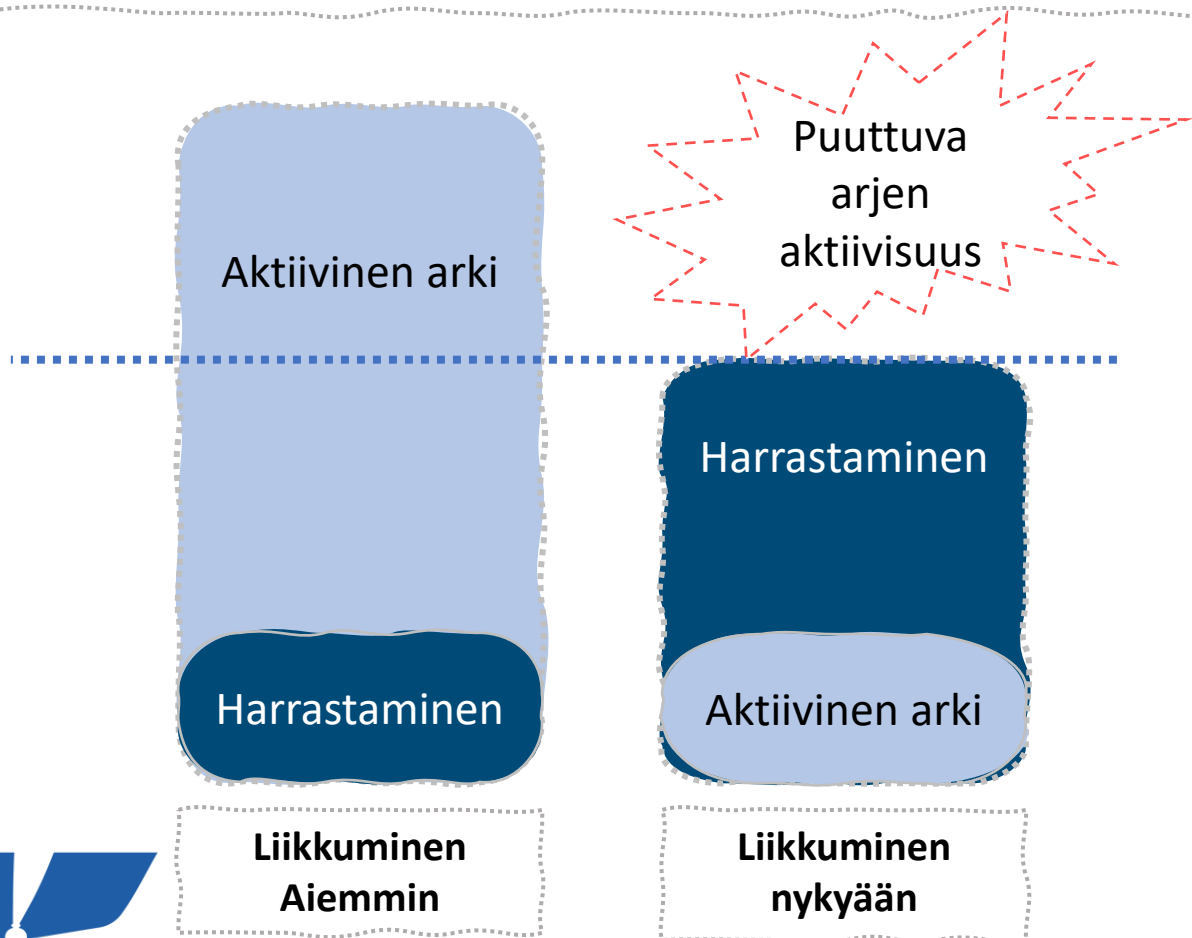 Aktiivinen arki
Harrastaminen
Liikkuminen
Aiemmin
Puuttuva
arjen
aktiivisuus
Harrastaminen
Aktiivinen arki
Liikkuminen
nykyään